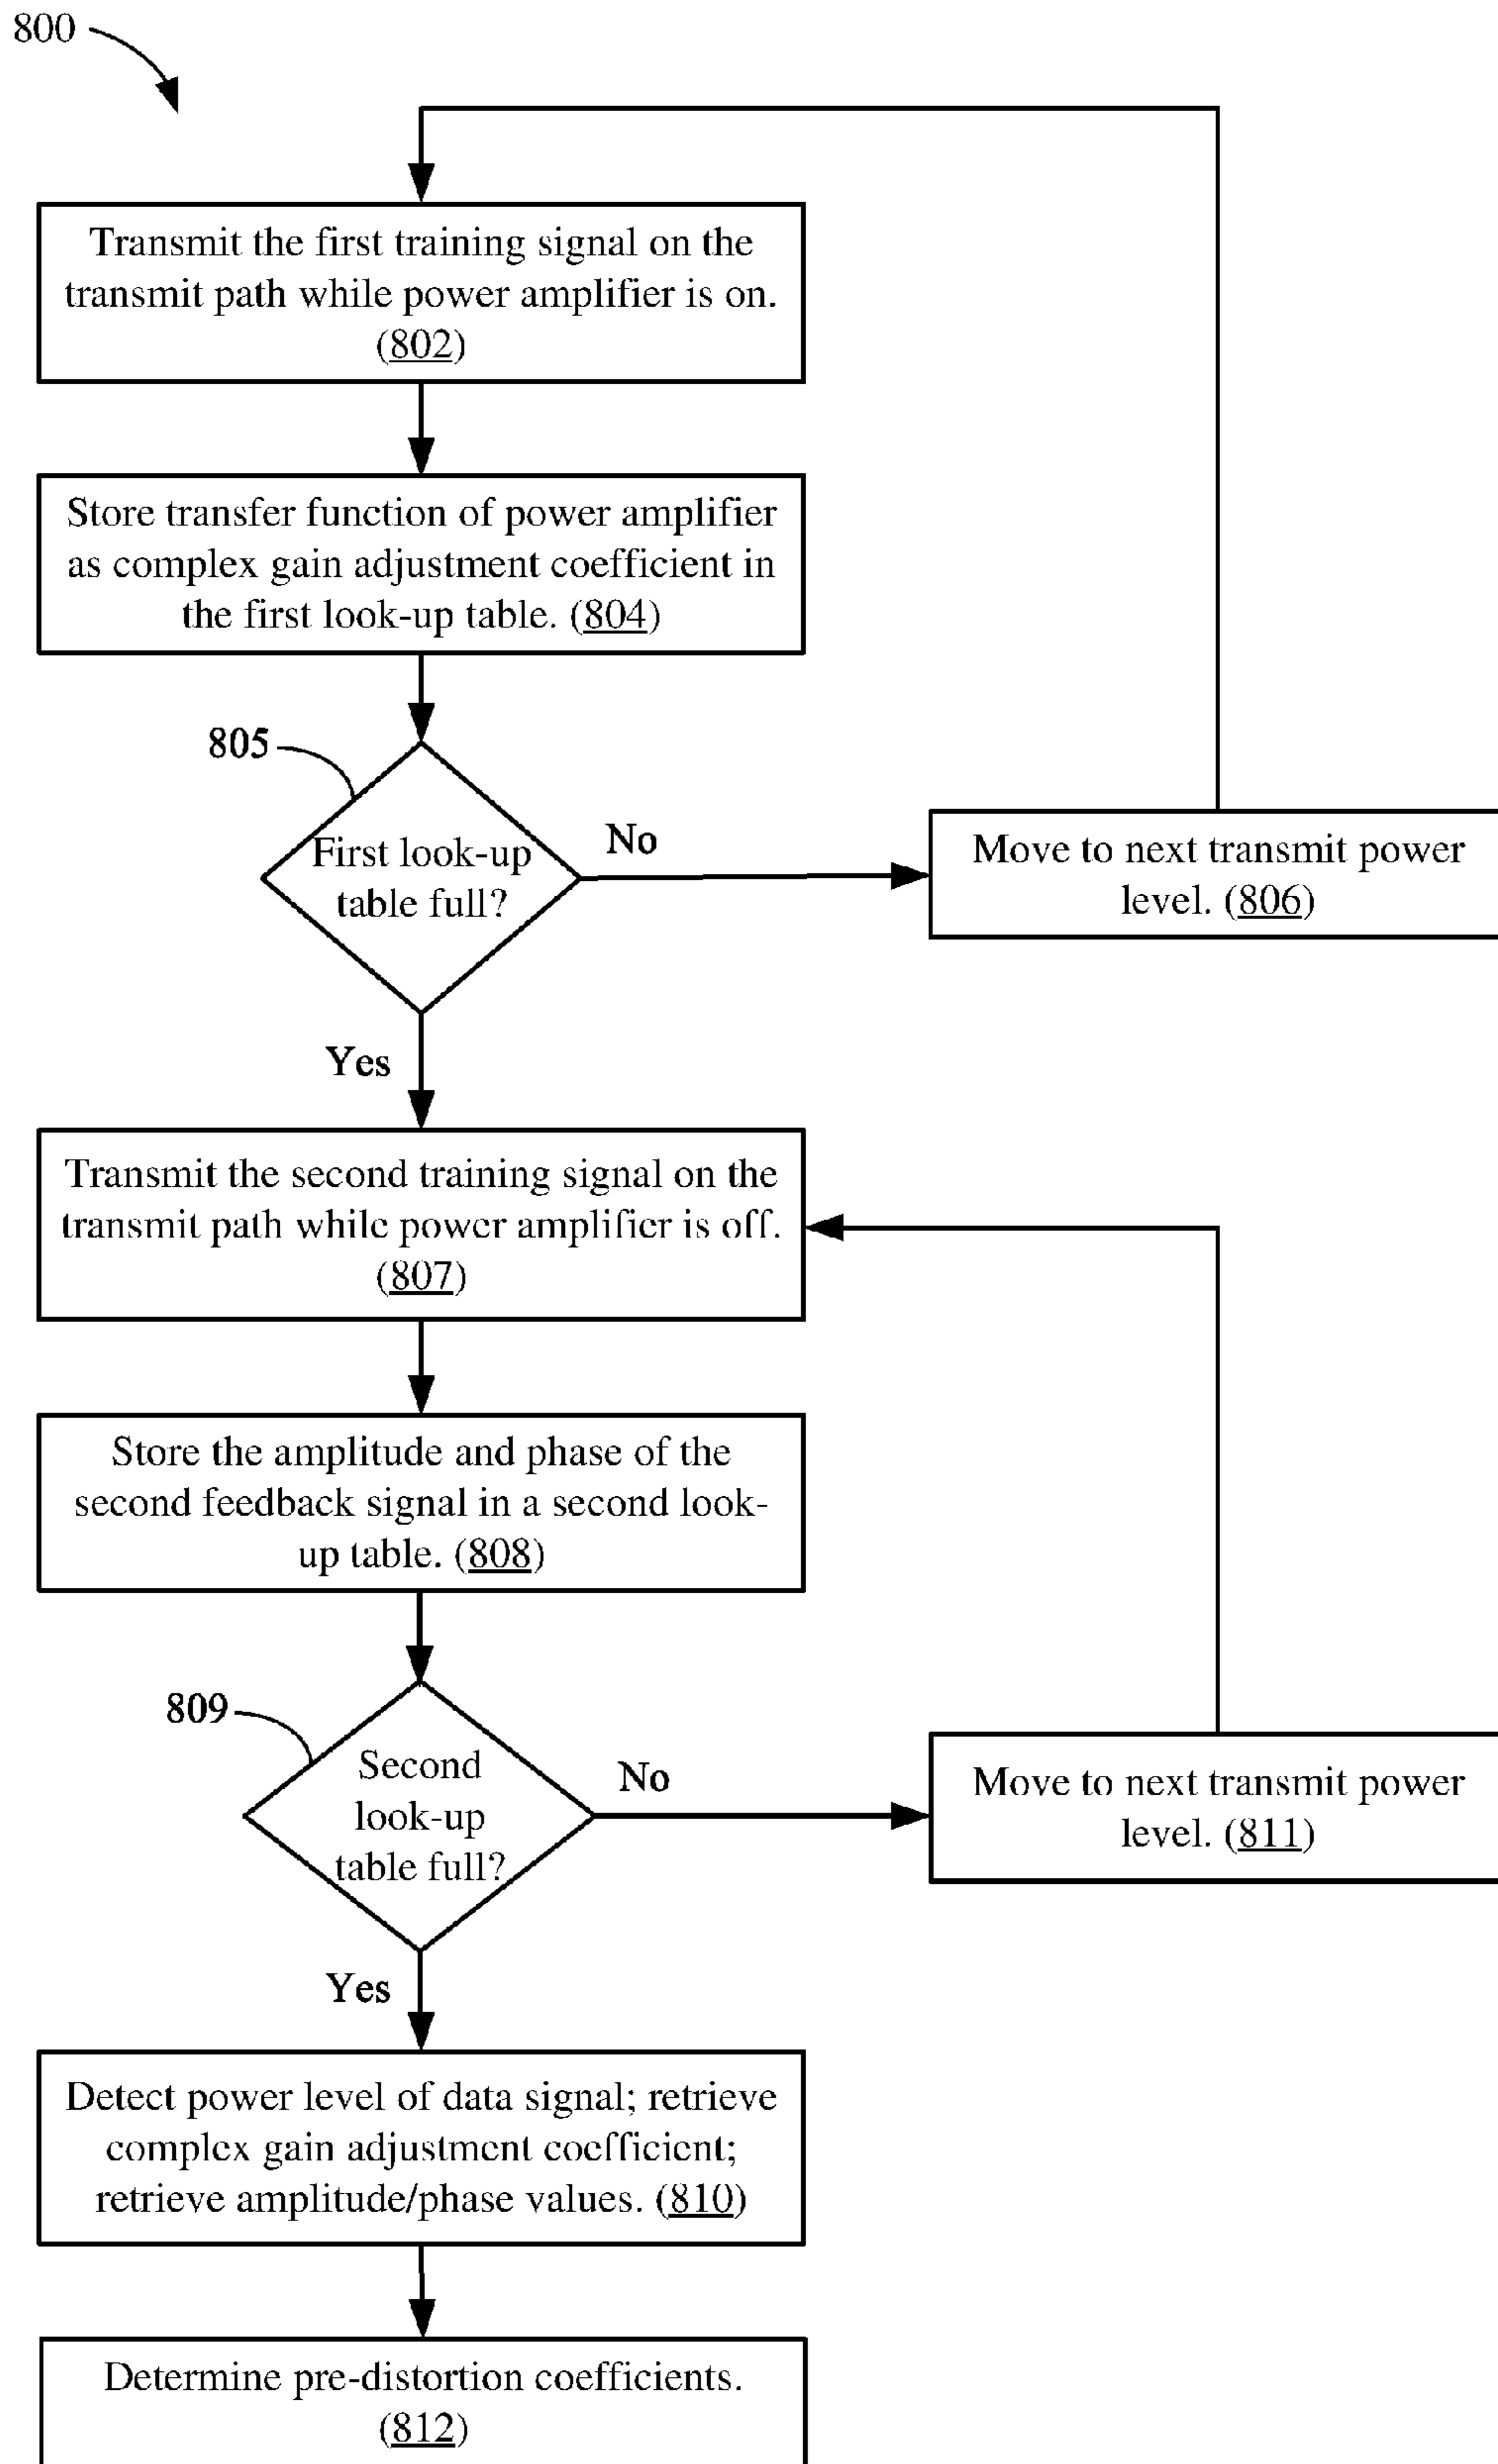 800
Transmit the first training signal on the
transmit path while power amplifier is on.
(802)
Store transfer function of power amplifier
as complex gain adjustment coefficient in
the first look-up table. (804)
805
First look-up
table full?
No
Move to next transmit power
level. (806)
Yes
Transmit the second training signal on the
transmit path while power amplifier is off.
(807)
Store the amplitude and phase of the
second feedback signal in a second look-
up table. (808)
809
Second
look-up
table full?
No
Move to next transmit power
level. (811)
Yes
Detect power level of data signal; retrieve
complex gain adjustment coefficient;
retrieve amplitude/phase values. (810)
Determine pre-distortion coefficients.
(812)